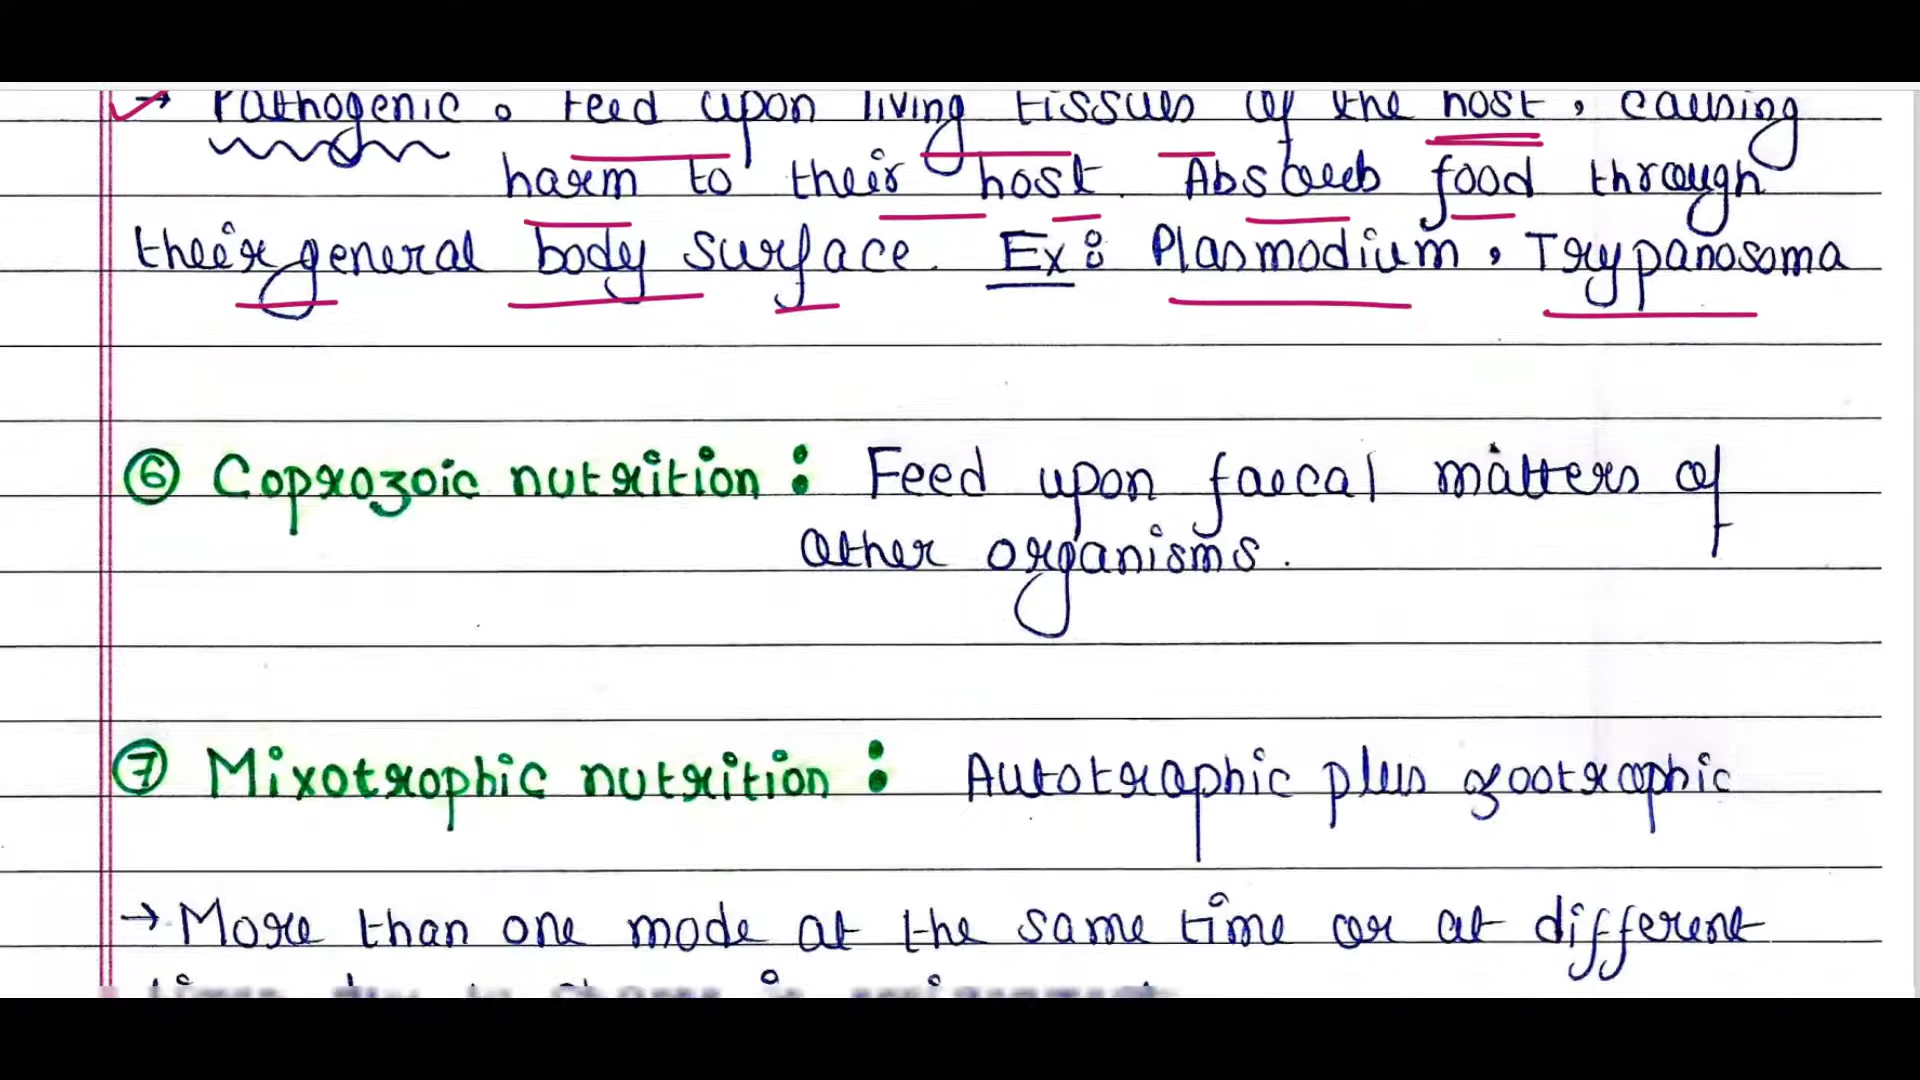 → Pathogenic : Feed upon living tissues of the host, causing
harm to their host. Absorb food through
their general body surface. Ex : Plasmodium, Trypanosoma
⑥ Coprozoic nutrition : Feed upon faecal matters of
other organisms.
⑦ Mixotrophic nutrition : Autotrophic plus zootrophic
→ More than one mode at the same time or at different